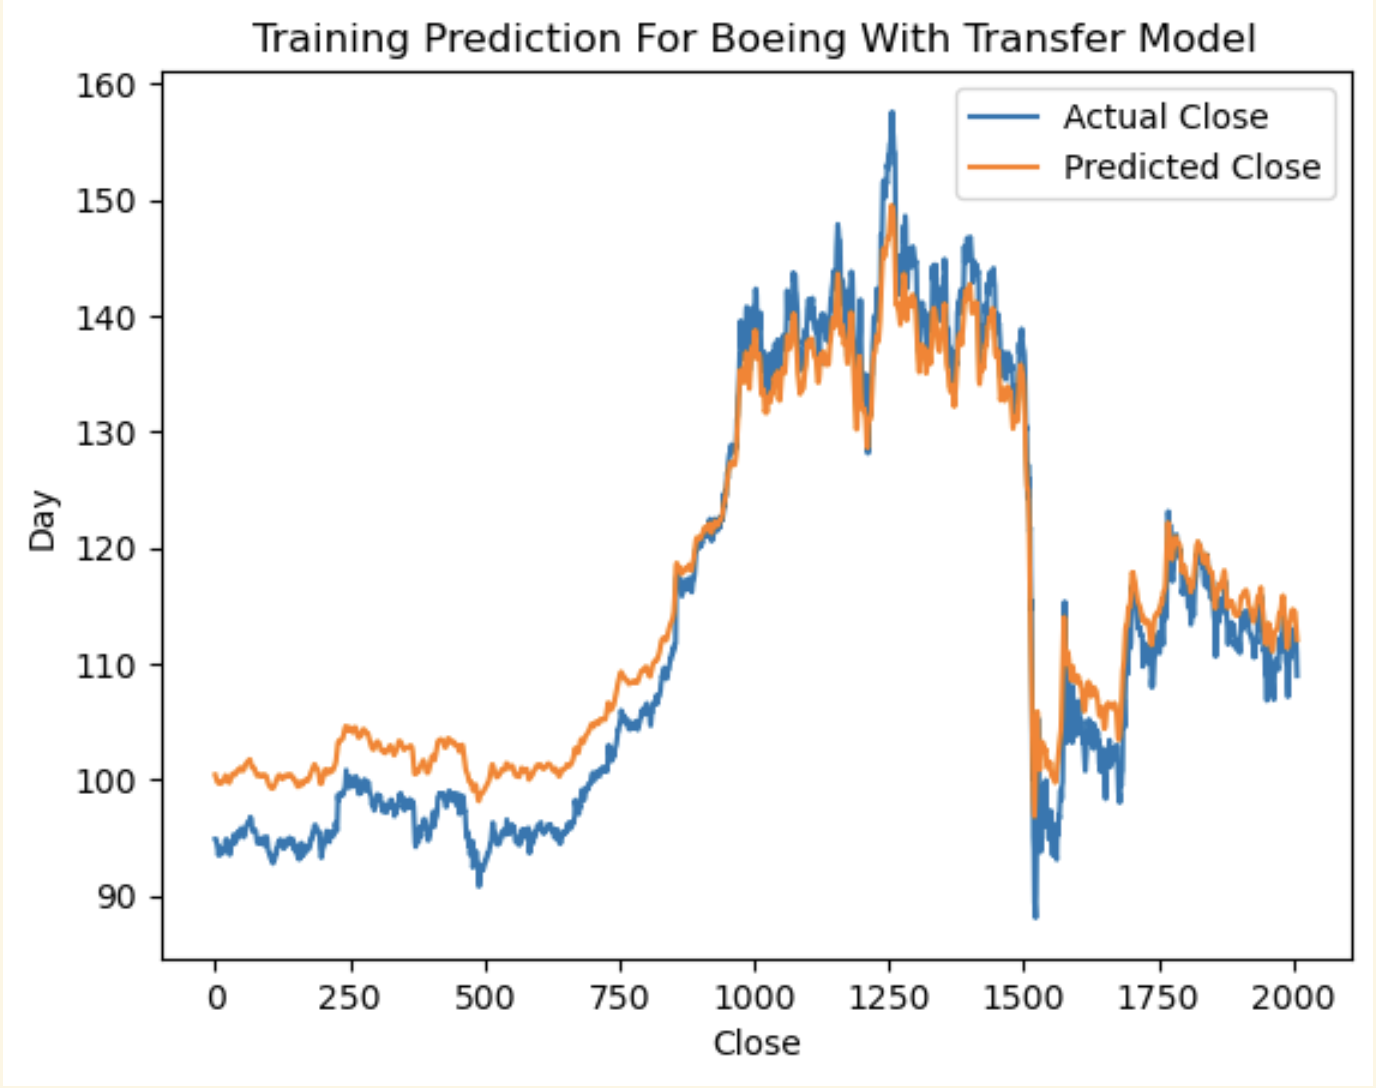 Training Prediction For Boeing With Transfer Model
Actual Close
Predicted Close
160
150
140
130
120
110
100
90
Day
0 250 500 750 1000 1250 1500 1750 2000
Close